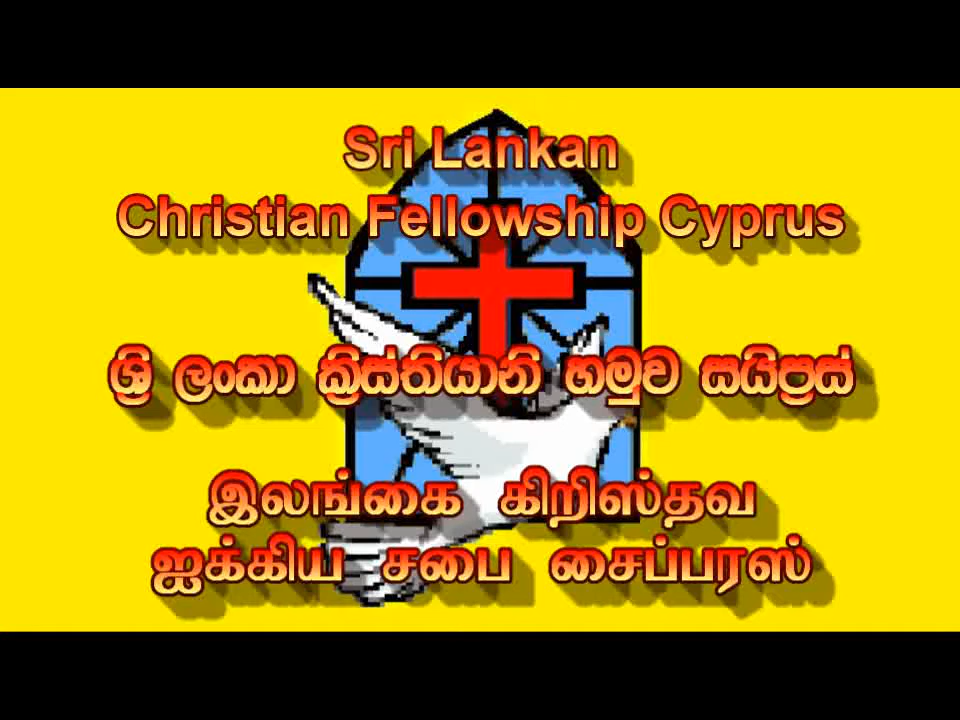 Sri Lankan
Christian Fellowship Cyprus
ශ්‍රි ලංකා ක්‍රිස්තියානි හමුව සයිප්‍රස්
இலங்கை கிறிஸ்தவ
ஐக்கிய சபை சைப்பரஸ்